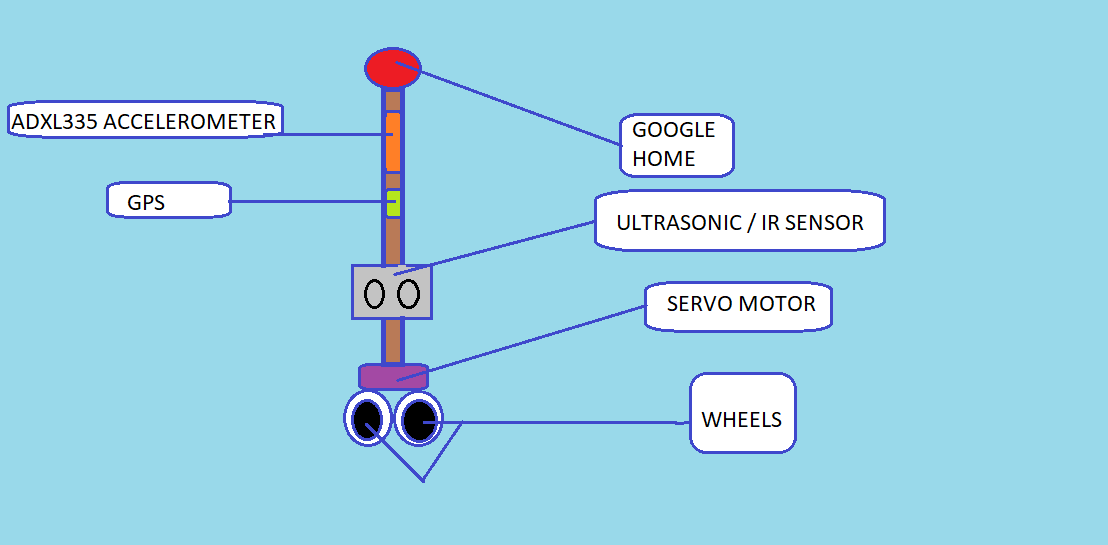 ADXL335 ACCELEROMETER
GOOGLE
HOME
GPS
ULTRASONIC / IR SENSOR
SERVO MOTOR
WHEELS